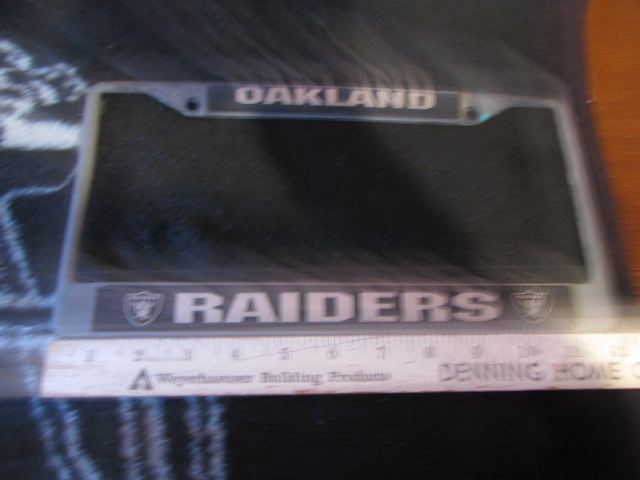 OAKLAND
RAIDERS
1 2 3 4 5 6 7 8 9 10 11 12
Weyerhaeuser Building Products DENNING HOME